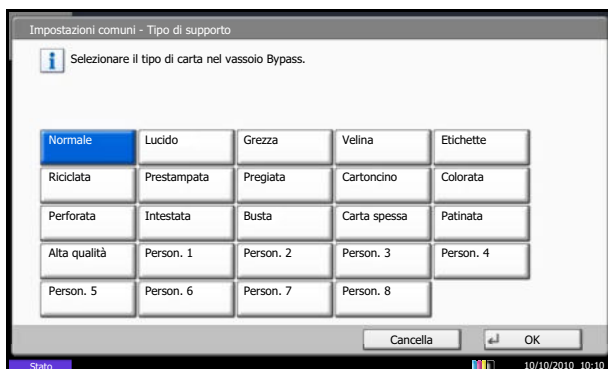 Impostazioni comuni - Tipo di supporto
Selezionare il tipo di carta nel vassoio Bypass.
Normale Lucido Grezza Velina Etichette
Riciclata Prestampata Pregiata Cartoncino Colorata
Perforata Intestata Busta Carta spessa Patinata
Alta qualità Person. 1 Person. 2 Person. 3 Person. 4
Person. 5 Person. 6 Person. 7 Person. 8
Cancella OK
Stato 10/10/2010 10:10